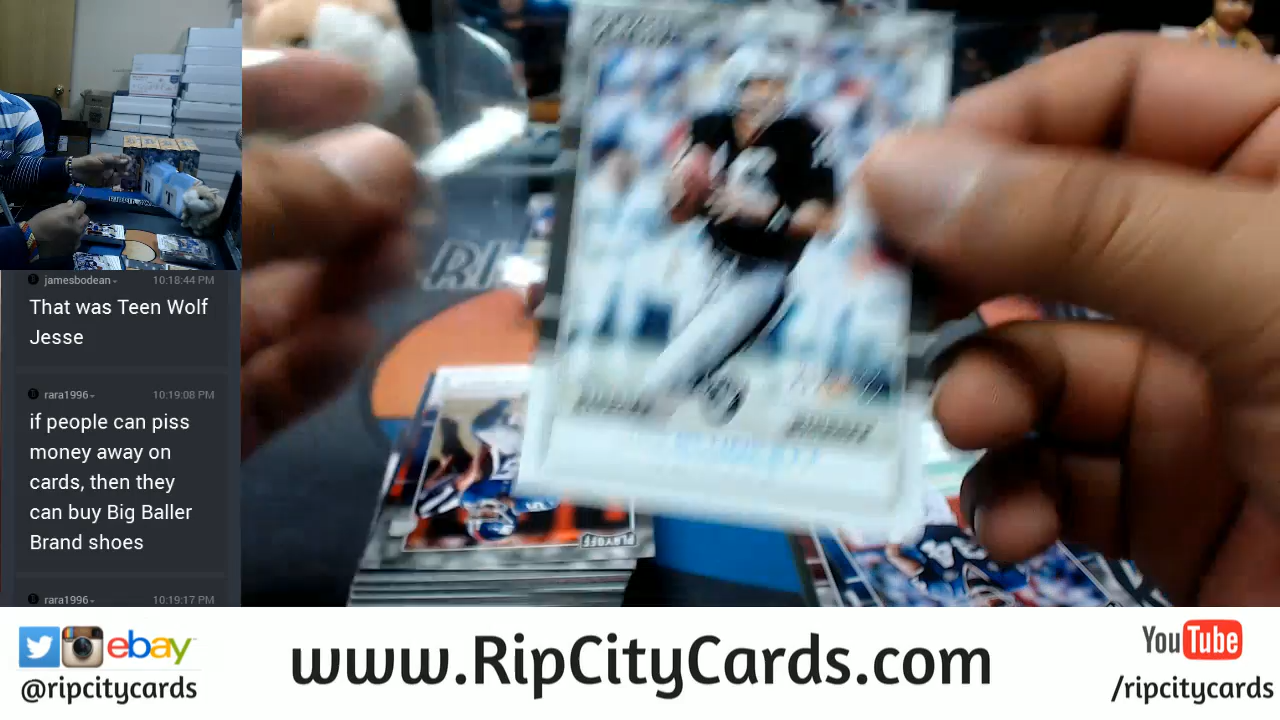 jamesbodean
10:18:44 PM
That was Teen Wolf
Jesse
rara1996
10:19:08 PM
if people can piss
money away on
cards, then they
can buy Big Baller
Brand shoes
rara1996
10:19:17 PM
PLAYOFF
34
ebay
@ripcitycards
www.RipCityCards.com
YouTube
/ripcitycards